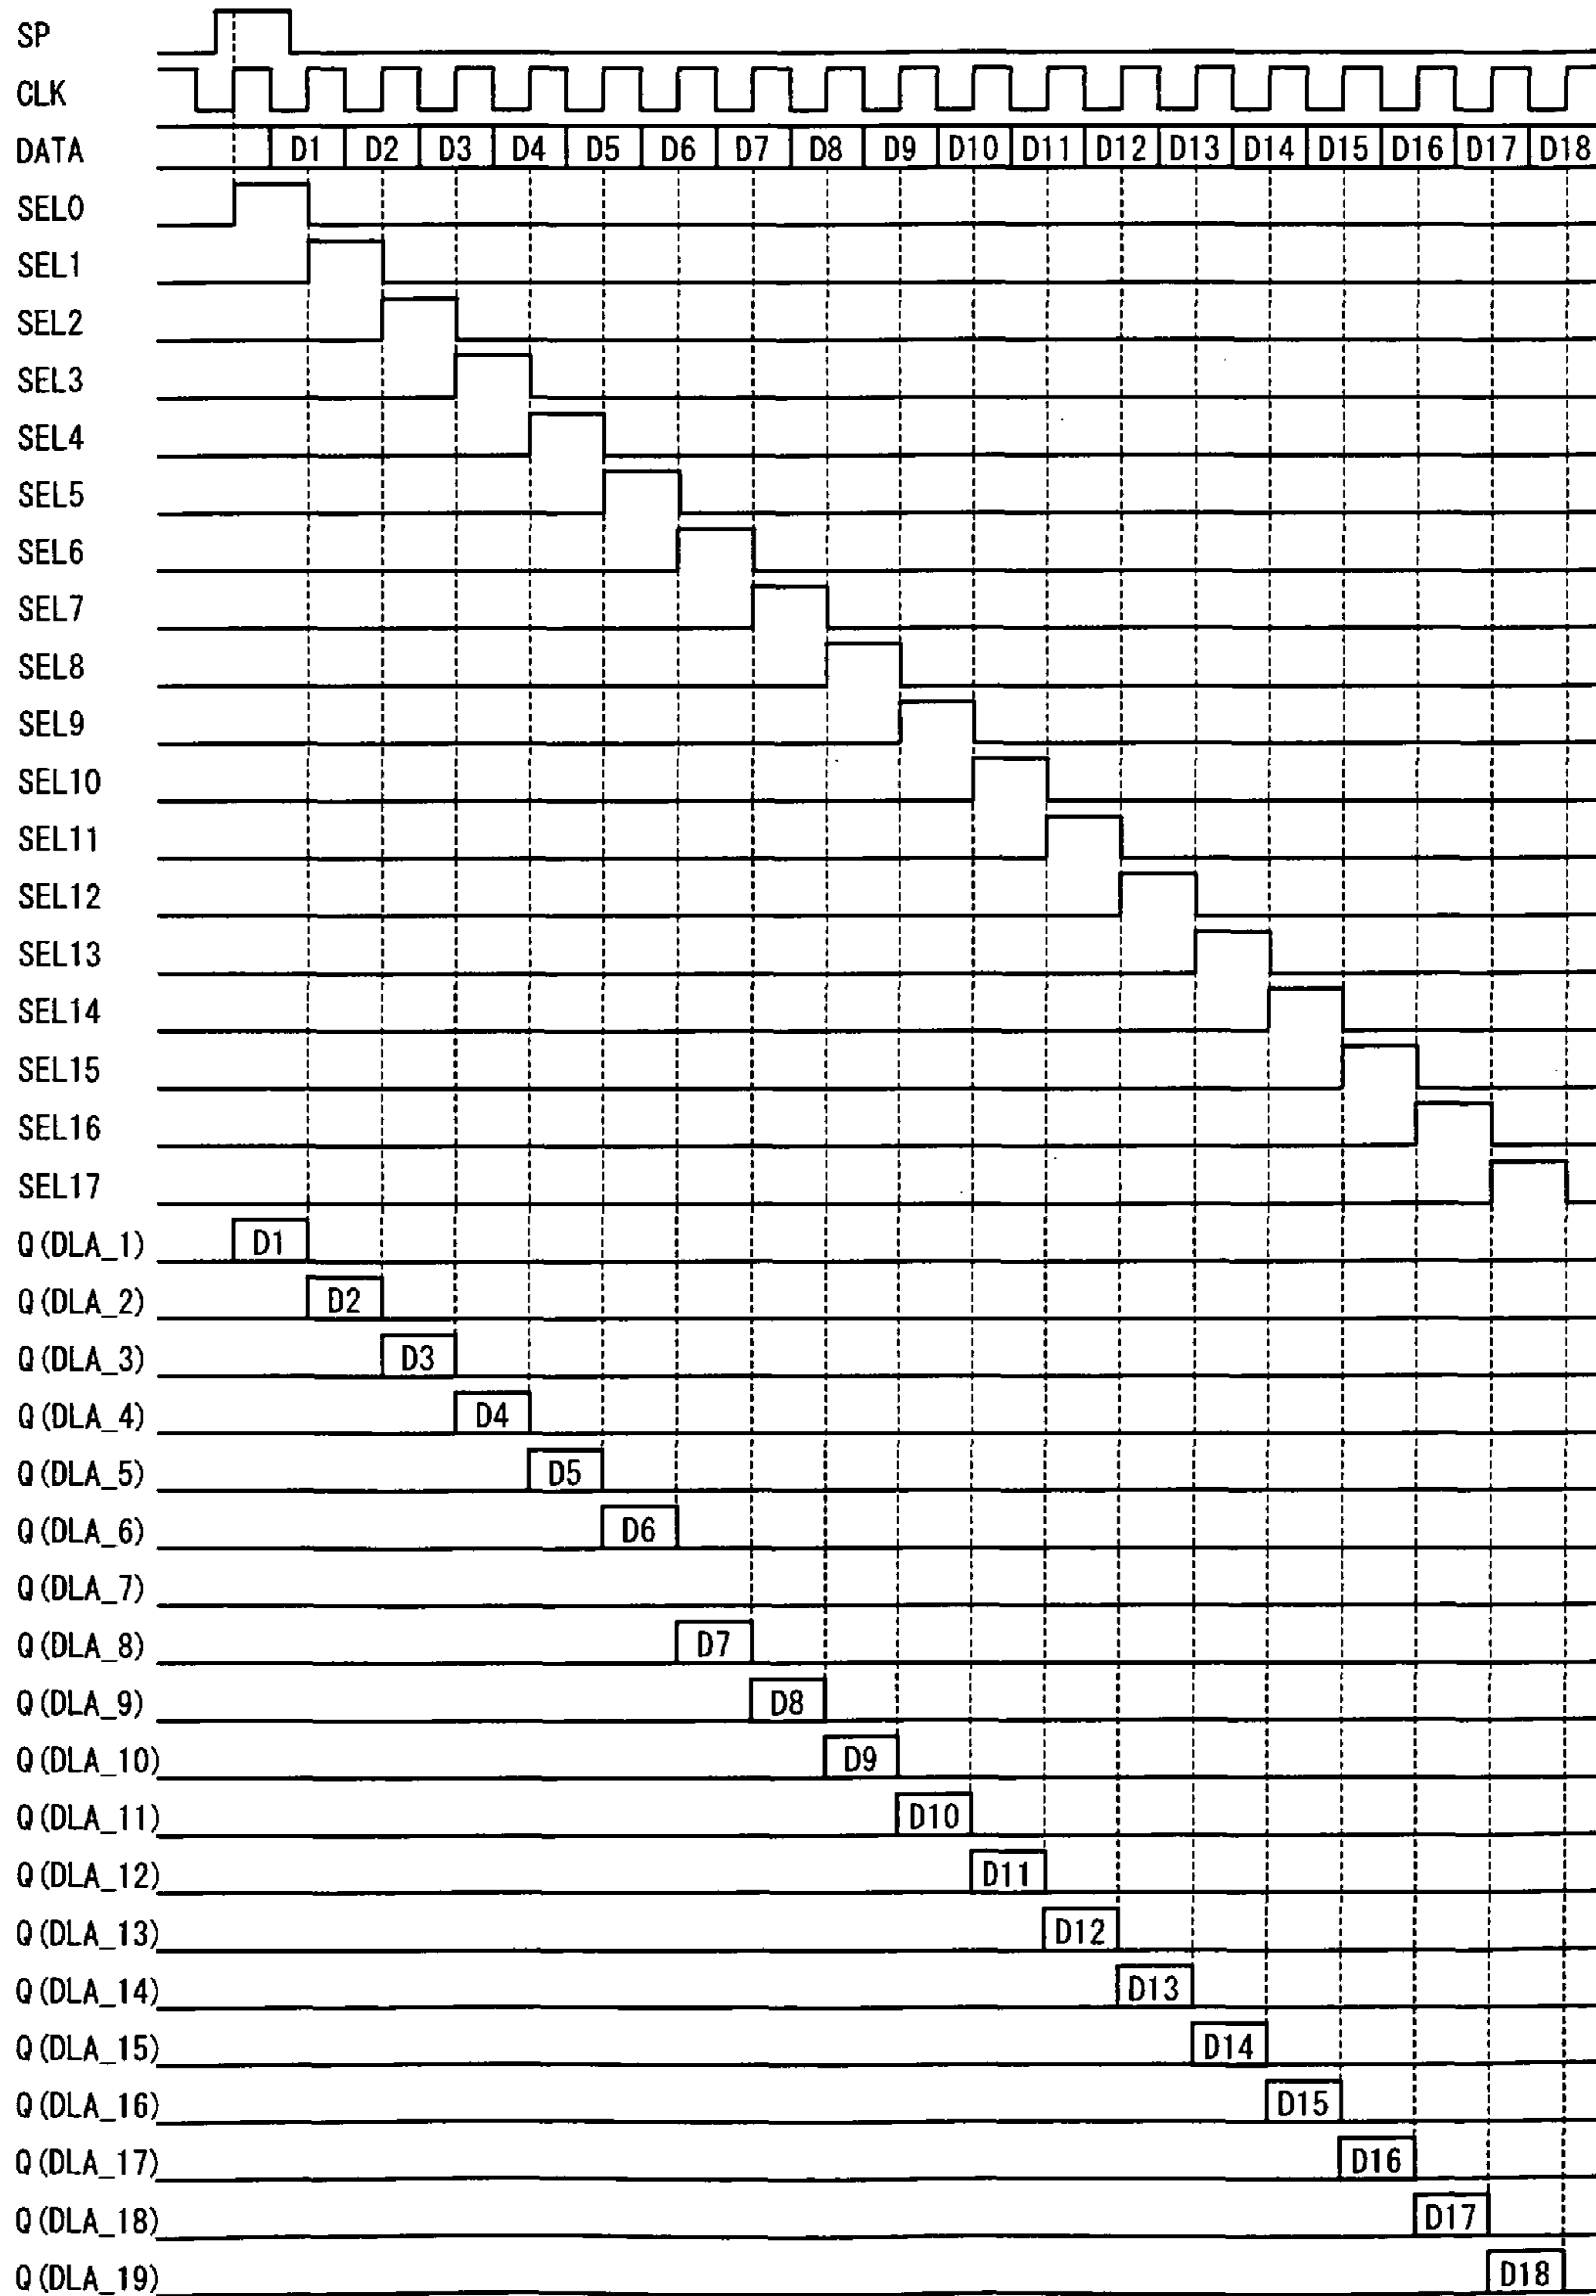 SP
CLK
DATA D1 D2 D3 D4 D5 D6 D7 D8 D9 D10 D11 D12 D13 D14 D15 D16 D17 D18
SEL0
SEL1
SEL2
SEL3
SEL4
SEL5
SEL6
SEL7
SEL8
SEL9
SEL10
SEL11
SEL12
SEL13
SEL14
SEL15
SEL16
SEL17
Q(DLA_1) D1
Q(DLA_2) D2
Q(DLA_3) D3
Q(DLA_4) D4
Q(DLA_5) D5
Q(DLA_6) D6
Q(DLA_7)
Q(DLA_8) D7
Q(DLA_9) D8
Q(DLA_10) D9
Q(DLA_11) D10
Q(DLA_12) D11
Q(DLA_13) D12
Q(DLA_14) D13
Q(DLA_15) D14
Q(DLA_16) D15
Q(DLA_17) D16
Q(DLA_18) D17
Q(DLA_19) D18